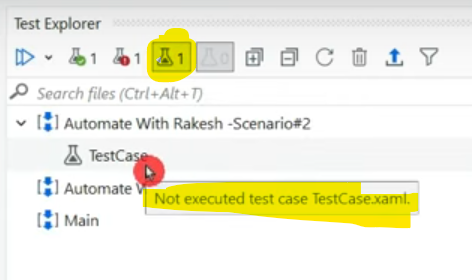 Test Explorer
1 1 1 0
Search files (Ctrl+Alt+T)
Automate With Rakesh -Scenario#2
TestCase
Automate W
Not executed test case TestCase.xaml.
Main